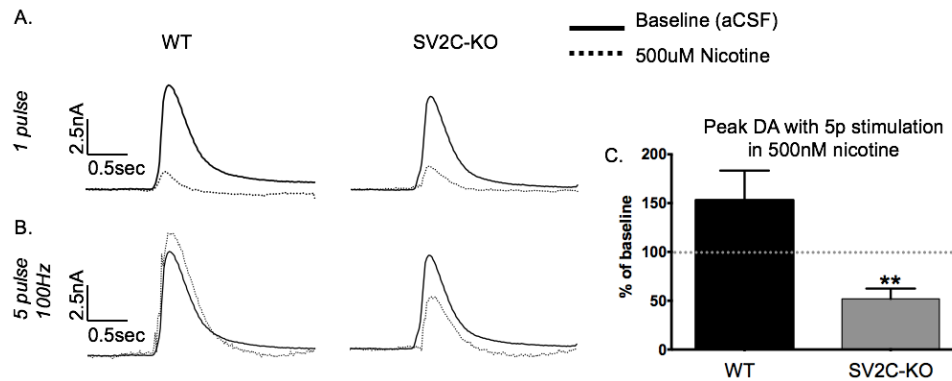 A.
WT
SV2C-KO
Baseline (aCSF)
500uM Nicotine
1 pulse
2.5nA
0.5sec
B.
5 pulse
100Hz
2.5nA
0.5sec
C.
Peak DA with 5p stimulation
in 500nM nicotine
% of baseline
200
150
100
50
0
**
WT
SV2C-KO